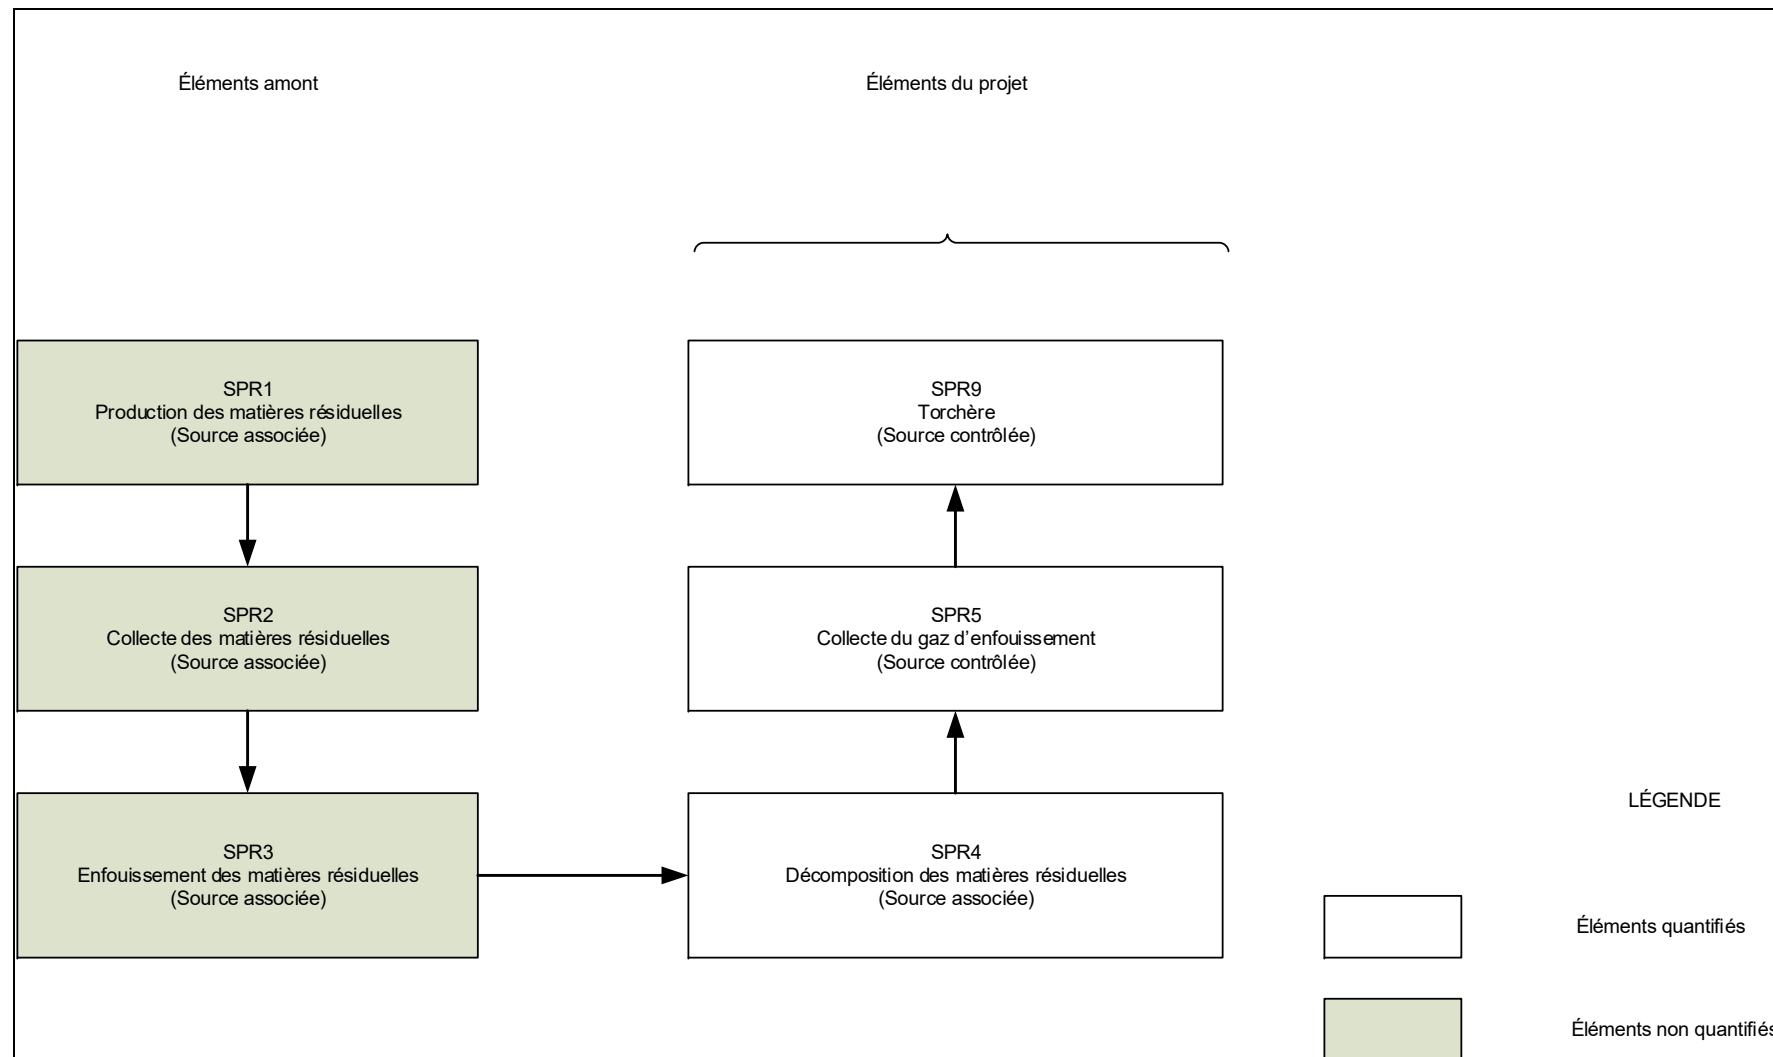 Éléments amont
Éléments du projet
SPR1
Production des matières résiduelles
(Source associée)
SPR2
Collecte des matières résiduelles
(Source associée)
SPR3
Enfouissement des matières résiduelles
(Source associée)
SPR9
Torchère
(Source contrôlée)
SPR5
Collecte du gaz d’enfouissement
(Source contrôlée)
SPR4
Décomposition des matières résiduelles
(Source associée)
LÉGENDE
Éléments quantifiés
Éléments non quantifiés